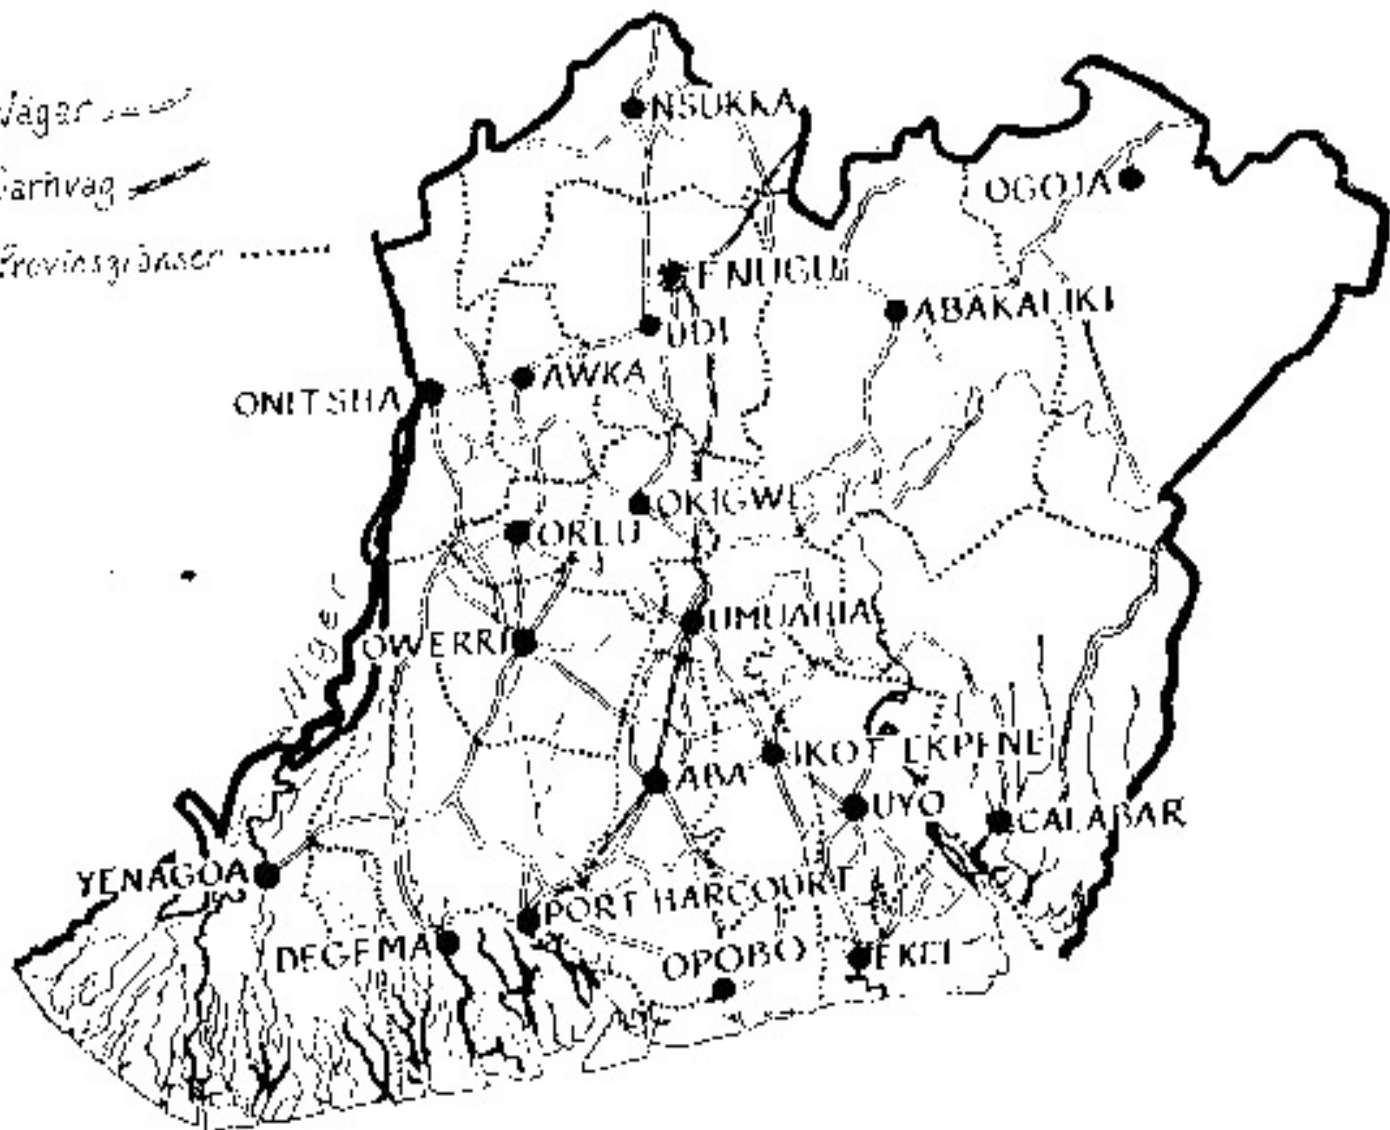 Vägar
Järnväg
Provinsgränser
NSUKKA
OGOJA
ENUGU
ABAKALIKI
UDI
AWKA
ONITSHA
OKIGWE
ORLU
Niger
UMUAHIA
OWERRI
IKOT EKPENE
ABA
UYO
CALABAR
YENAGOA
PORT HARCOURT
DEGEMA
OPOBO
EKET